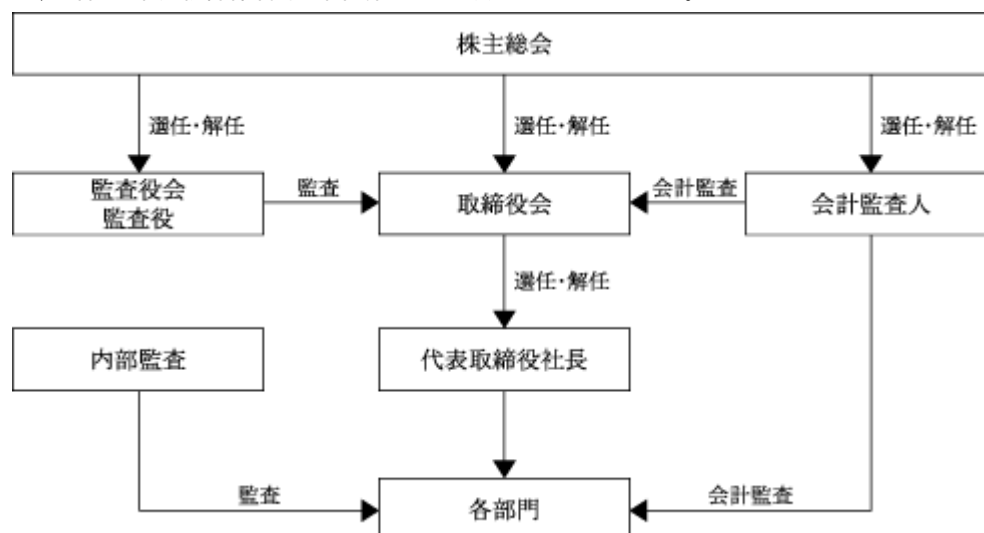 株主総会
選任・解任
選任・解任
選任・解任
監査役会
監査役
監査
取締役会
会計監査
会計監査人
選任・解任
内部監査
代表取締役社長
監査
各部門
会計監査